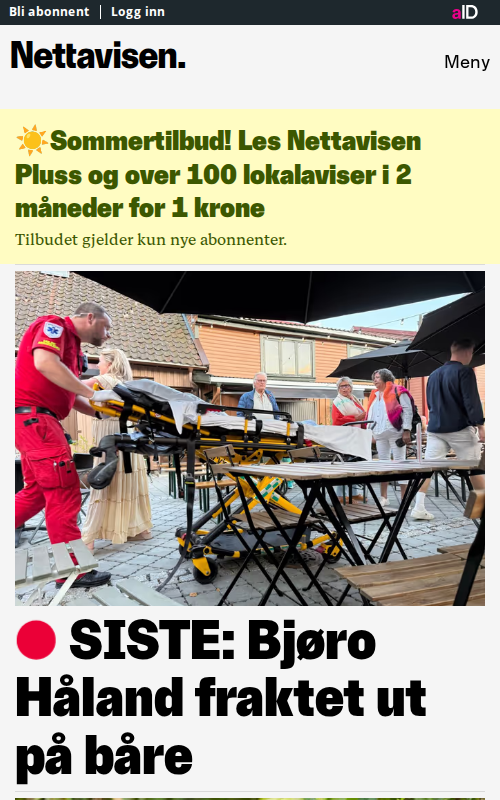 Bli abonnent
Logg inn
aID
Nettavisen.
Meny
Sommertilbud! Les Nettavisen
Pluss og over 100 lokalaviser i 2
måneder for 1 krone
Tilbudet gjelder kun nye abonnenter.
SISTE: Bjøro
Håland fraktet ut
på båre